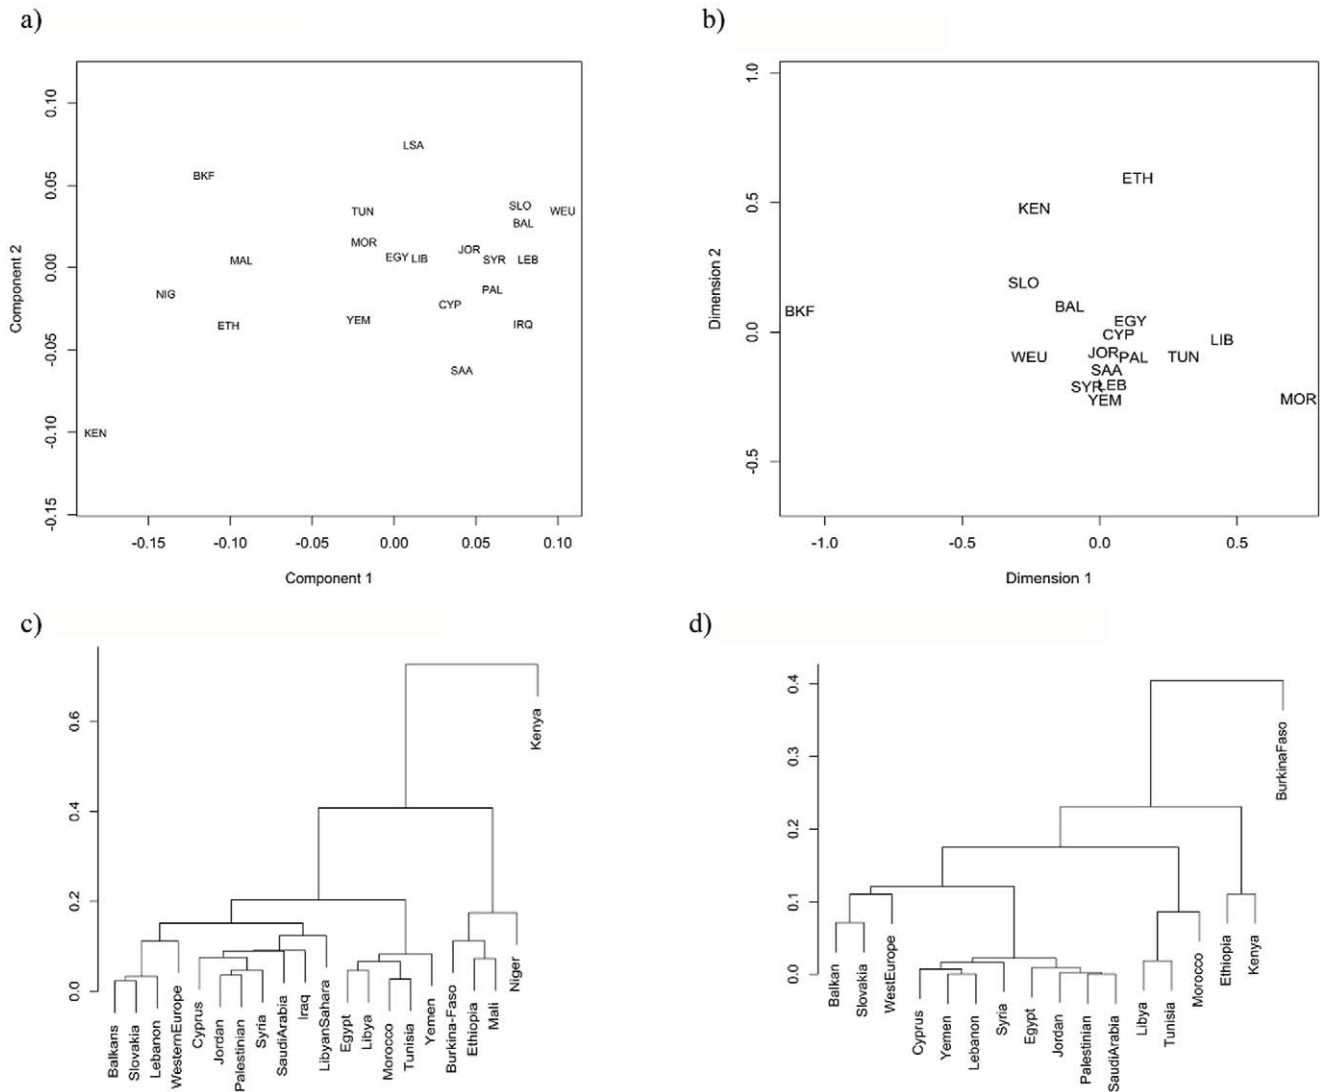 a)
0.10
0.05
0.00
-0.05
-0.10
-0.15
Component 2
LSA
BKF
TUN
SLO
WEU
BAL
MOR
JOR
EGY
LIB
SYR
LEB
MAL
NIG
PAL
CYP
YEM
ETH
IRQ
SAA
KEN
-0.15
-0.10
-0.05
0.00
0.05
0.10
Component 1
b)
1.0
0.5
0.0
-0.5
Dimension 2
ETH
KEN
SLO
BAL
BKF
EGY
CYP
LIB
WEU
JOR
PAL
TUN
SAA
SYR
LEB
YEM
MOR
-1.0
-0.5
0.0
0.5
Dimension 1
c)
0.6
0.4
0.2
0.0
Kenya
Balkans
Slovakia
Lebanon
WesternEurope
Cyprus
Jordan
Palestinian
Syria
SaudiArabia
Iraq
LibyanSahara
Egypt
Libya
Morocco
Tunisia
Yemen
Burkina-Faso
Ethiopia
Mali
Niger
d)
0.4
0.3
0.2
0.1
0.0
BurkinaFaso
Balkan
Slovakia
WestEurope
Cyprus
Yemen
Lebanon
Syria
Egypt
Jordan
Palestinian
SaudiArabia
Libya
Tunisia
Morocco
Ethiopia
Kenya